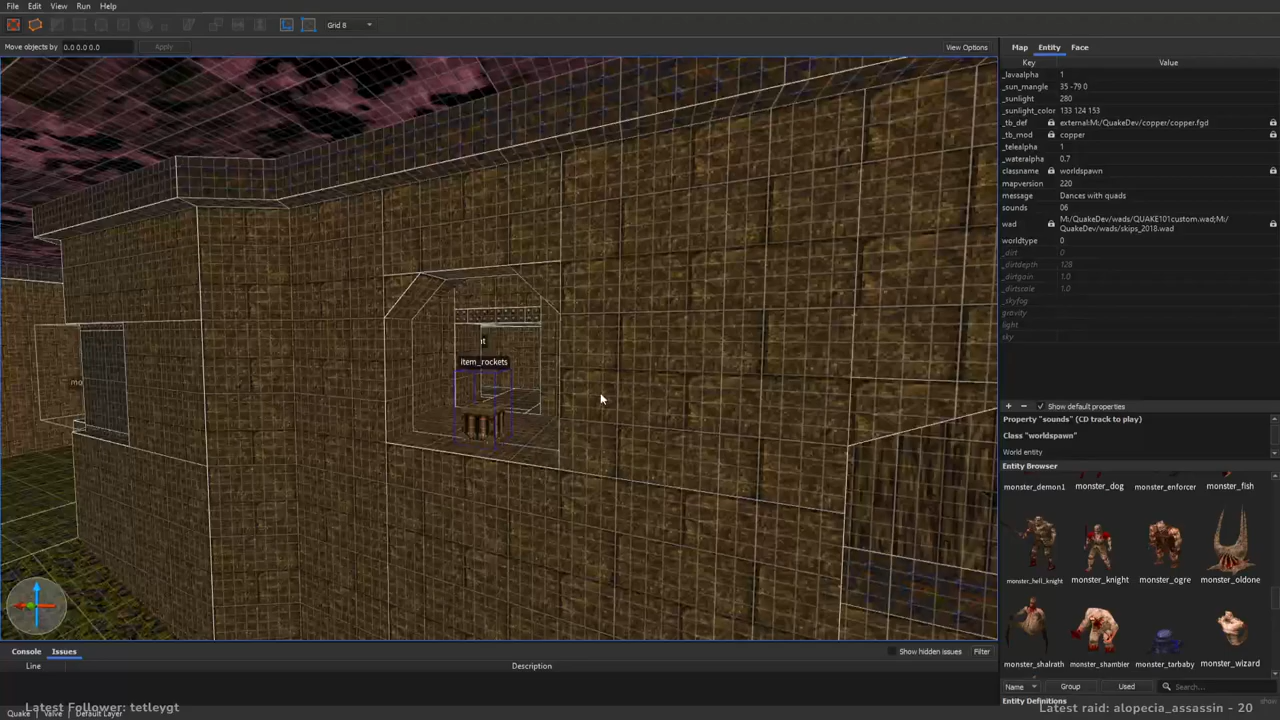 File Edit View Run Help
Grid 8
Move objects by 0.0 0.0 0.0 Apply View Options
Map Entity Face
Key Value
_lavaalpha 1
_sun_mangle 35 -79 0
_sunlight 280
_sunlight_color 133 124 153
_tb_def external:M:/QuakeDev/copper/copper.fgd
_tb_mod copper
_telealpha 1
_wateralpha 0.7
classname worldspawn
mapversion 220
message Dances with quads
sounds 06
wad M:/QuakeDev/wads/QUAKE101custom.wad;M:/
QuakeDev/wads/skips_2018.wad
worldtype 0
_dirt 0
_dirtdepth 128
_dirtgain 1.0
_dirtscale 1.0
_skyfog
gravity
light
sky
nt
item_rockets
mo
+ − Show default properties
Property "sounds" (CD track to play)
Class "worldspawn"
World entity
Entity Browser
monster_demon1 monster_dog monster_enforcer monster_fish
monster_hell_knight monster_knight monster_ogre monster_oldone
monster_shalrath monster_shambler monster_tarbaby monster_wizard
Name Group Used Search...
Entity Definitions show
Console Issues Show hidden issues Filter
Line Description
Latest Follower: tetleygt
Latest raid: alopecia_assassin - 20
Quake Valve Default Layer